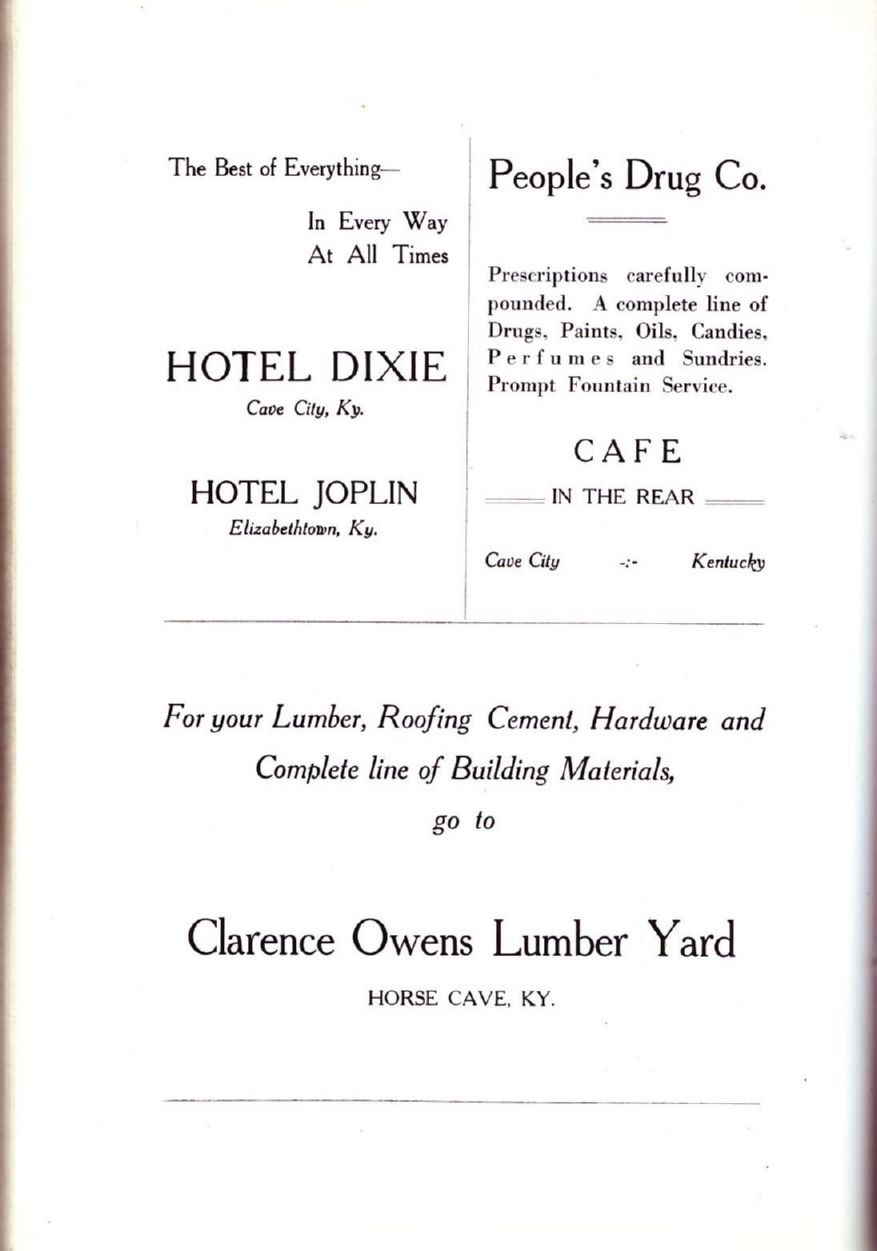 The Best of Everything—
In Every Way
At All Times
HOTEL DIXIE
Cave City, Ky.
HOTEL JOPLIN
Elizabethtown, Ky.
People's Drug Co.
Prescriptions carefully com-
pounded. A complete line of
Drugs, Paints, Oils, Candies,
Perfumes and Sundries.
Prompt Fountain Service.
CAFE
IN THE REAR
Cave City -:- Kentucky
For your Lumber, Roofing Cement, Hardware and
Complete line of Building Materials,
go to
Clarence Owens Lumber Yard
HORSE CAVE, KY.